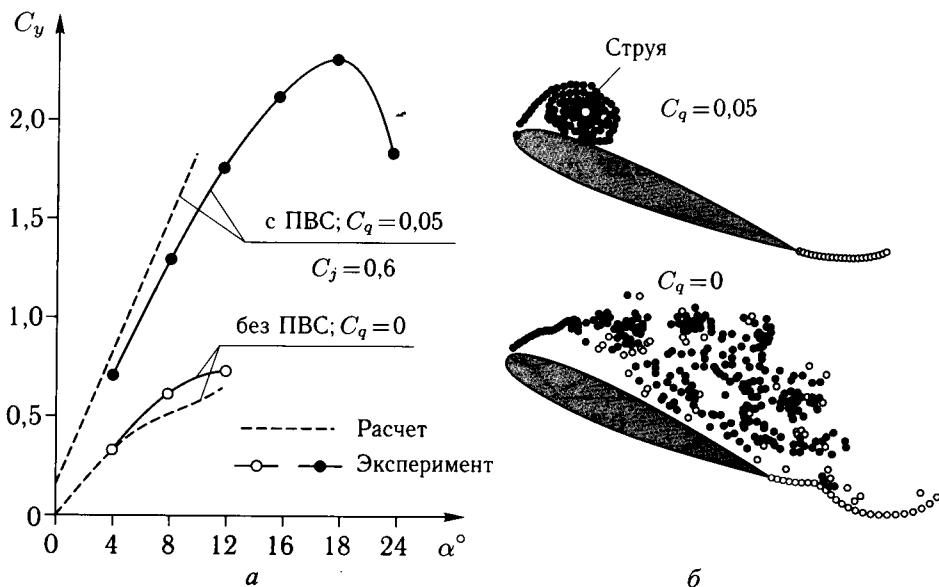 C_y
2,0
1,5
1,0
0,5
0
4
8
12
16
18
24
α°
с ПВС; C_q = 0,05
C_j = 0,6
без ПВС; C_q = 0
Расчет
Эксперимент
а
Струя
C_q = 0,05
C_q = 0
б